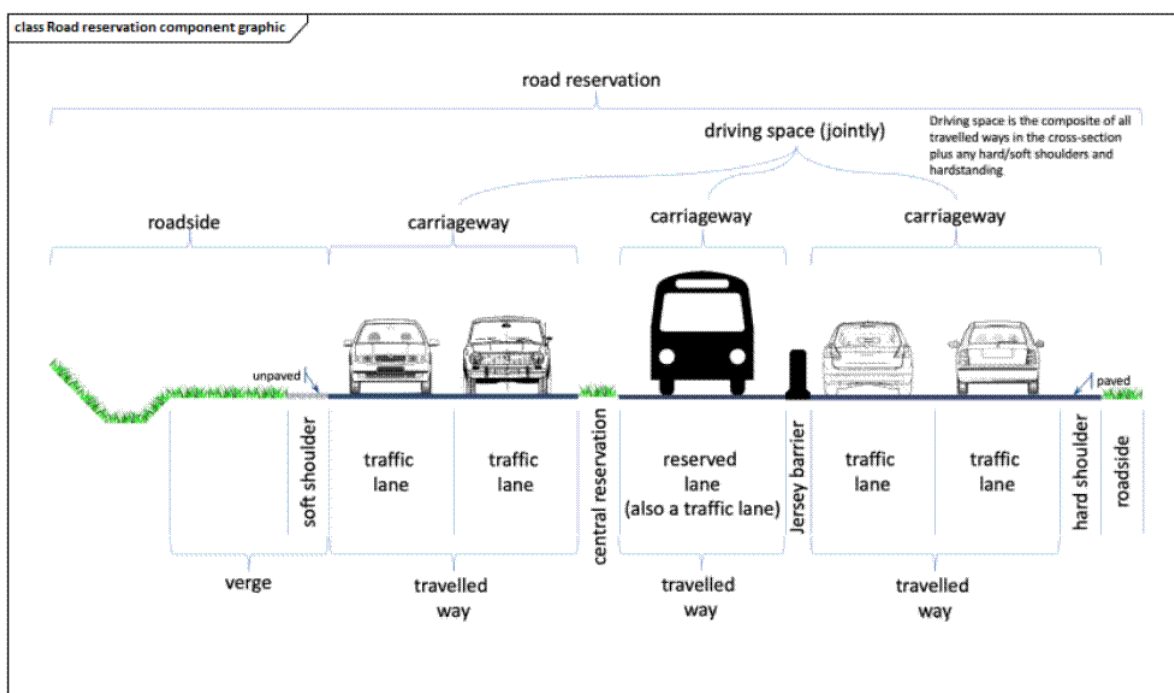 class Road reservation component graphic
road reservation
driving space (jointly)
Driving space is the composite of all
travelled ways in the cross-section
plus any hard/soft shoulders and
hardstanding
roadside
carriageway
carriageway
carriageway
unpaved
paved
soft shoulder
traffic
lane
traffic
lane
central reservation
reserved
lane
(also a traffic lane)
Jersey barrier
traffic
lane
traffic
lane
hard shoulder
roadside
verge
travelled
way
travelled
way
travelled
way